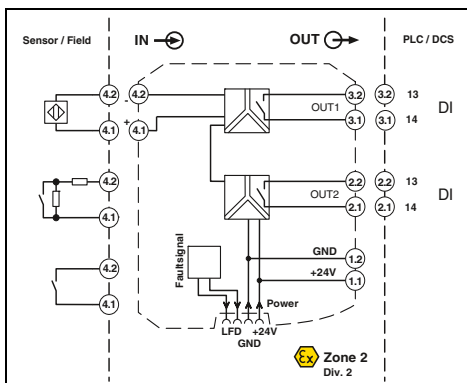 Sensor / Field IN OUT PLC / DCS
4.2 4.2 3.2 3.2 13
- OUT1 DI
+
4.1 4.1 3.1 3.1 14
4.2 2.2 2.2 13
OUT2 DI
4.1 2.1 2.1 14
Faultsignal
GND 1.2
4.2
+24V 1.1
4.1 Power
LFD +24V
GND
Ex Zone 2
Div. 2